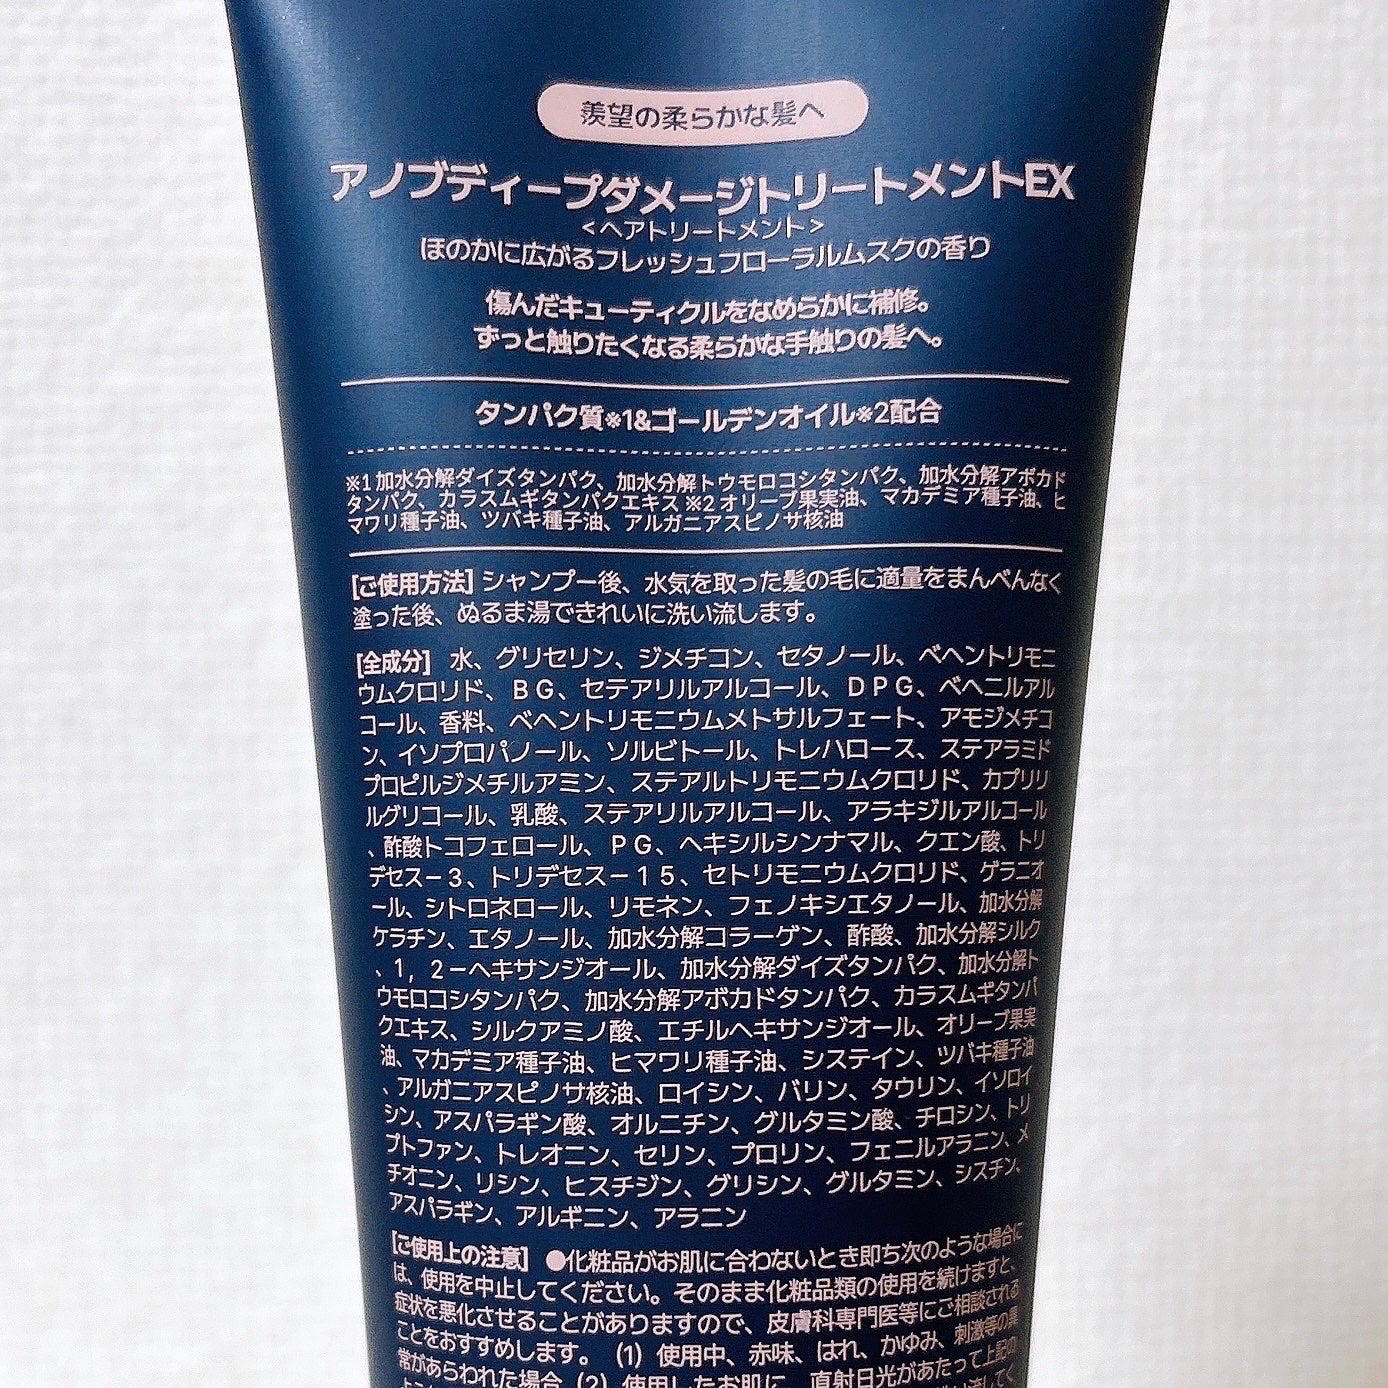 羨望の柔らかな髪へ
アノブディープダメージトリートメントEX
<ヘアトリートメント>
ほのかに広がるフレッシュフローラルムスクの香り
傷んだキューティクルをなめらかに補修。
ずっと触りたくなる柔らかな手触りの髪へ。
タンパク質※1&ゴールデンオイル※2配合
※1 加水分解ダイズタンパク、加水分解トウモロコシタンパク、加水分解アボカド
タンパク、カラスムギタンパクエキス ※2 オリーブ果実油、マカデミア種子油、ヒ
マワリ種子油、ツバキ種子油、アルガニアスピノサ核油
[ご使用方法] シャンプー後、水気を取った髪の毛に適量をまんべんなく
塗った後、ぬるま湯できれいに洗い流します。
[全成分] 水、グリセリン、ジメチコン、セタノール、ベヘントリモニ
ウムクロリド、BG、セテアリルアルコール、DPG、ベヘニルアル
コール、香料、ベヘントリモニウムメトサルフェート、アモジメチコ
ン、イソプロパノール、ソルビトール、トレハロース、ステアラミド
プロピルジメチルアミン、ステアルトリモニウムクロリド、カプリリ
ルグリコール、乳酸、ステアリルアルコール、アラキジルアルコール
、酢酸トコフェロール、PG、ヘキシルシンナマル、クエン酸、トリ
デセス−3、トリデセス−15、セトリモニウムクロリド、ゲラニオ
ール、シトロネロール、リモネン、フェノキシエタノール、加水分解
ケラチン、エタノール、加水分解コラーゲン、酢酸、加水分解シルク
、1，2−ヘキサンジオール、加水分解ダイズタンパク、加水分解ト
ウモロコシタンパク、加水分解アボカドタンパク、カラスムギタンパ
クエキス、シルクアミノ酸、エチルヘキサンジオール、オリーブ果実
油、マカデミア種子油、ヒマワリ種子油、システイン、ツバキ種子油
、アルガニアスピノサ核油、ロイシン、バリン、タウリン、イソロイ
シン、アスパラギン酸、オルニチン、グルタミン酸、チロシン、トリ
プトファン、トレオニン、セリン、プロリン、フェニルアラニン、メ
チオニン、リシン、ヒスチジン、グリシン、グルタミン、シスチン、
アスパラギン、アルギニン、アラニン
[ご使用上の注意] ●化粧品がお肌に合わないとき即ち次のような場合に
は、使用を中止してください。そのまま化粧品類の使用を続けますと、
症状を悪化させることがありますので、皮膚科専門医等にご相談される
ことをおすすめします。(1) 使用中、赤味、はれ、かゆみ、刺激等の異
常があらわれた場合 (2) 使用したお肌に、直射日光があたって上記の